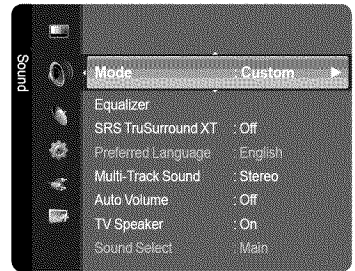 Sound
Mode : Custom
Equalizer
SRS TruSurround XT : Off
Preferred Language : English
Multi-Track Sound : Stereo
Auto Volume : Off
TV Speaker : On
Sound Select : Main